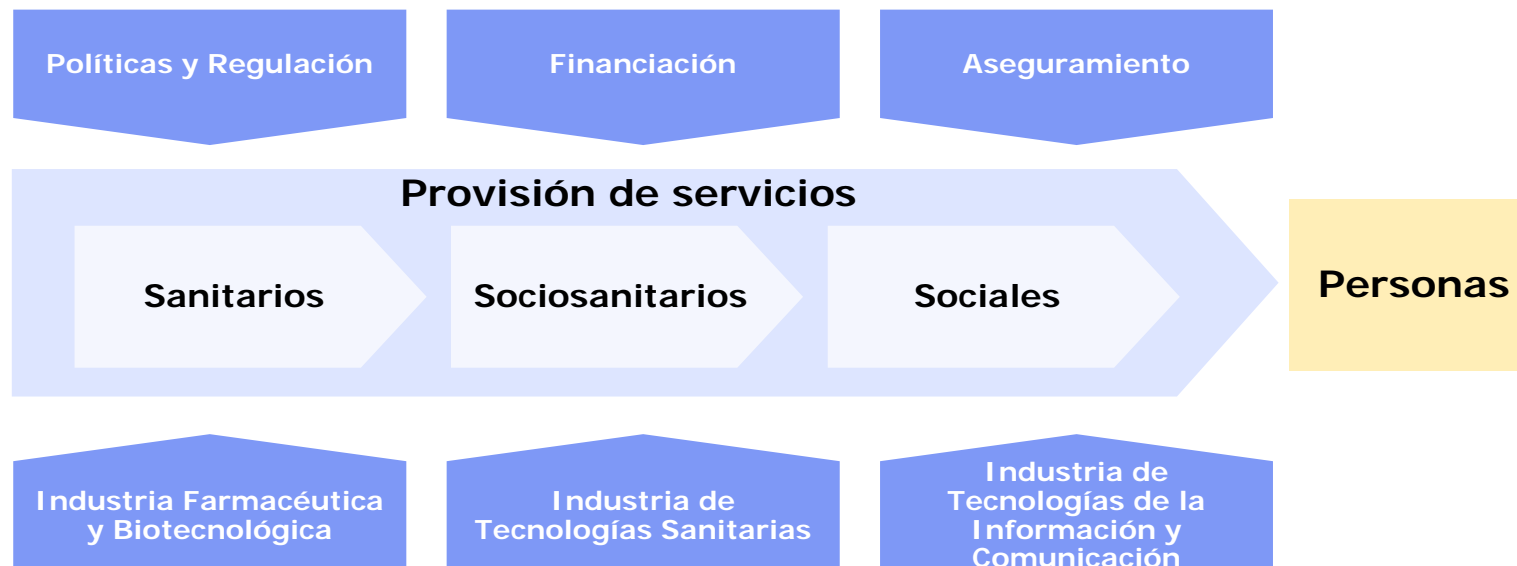 Políticas y Regulación
Financiación
Aseguramiento
Provisión de servicios
Sanitarios
Sociosanitarios
Sociales
Personas
Industria Farmacéutica
y Biotecnológica
Industria de
Tecnologías Sanitarias
Industria de
Tecnologías de la
Información y
Comunicación